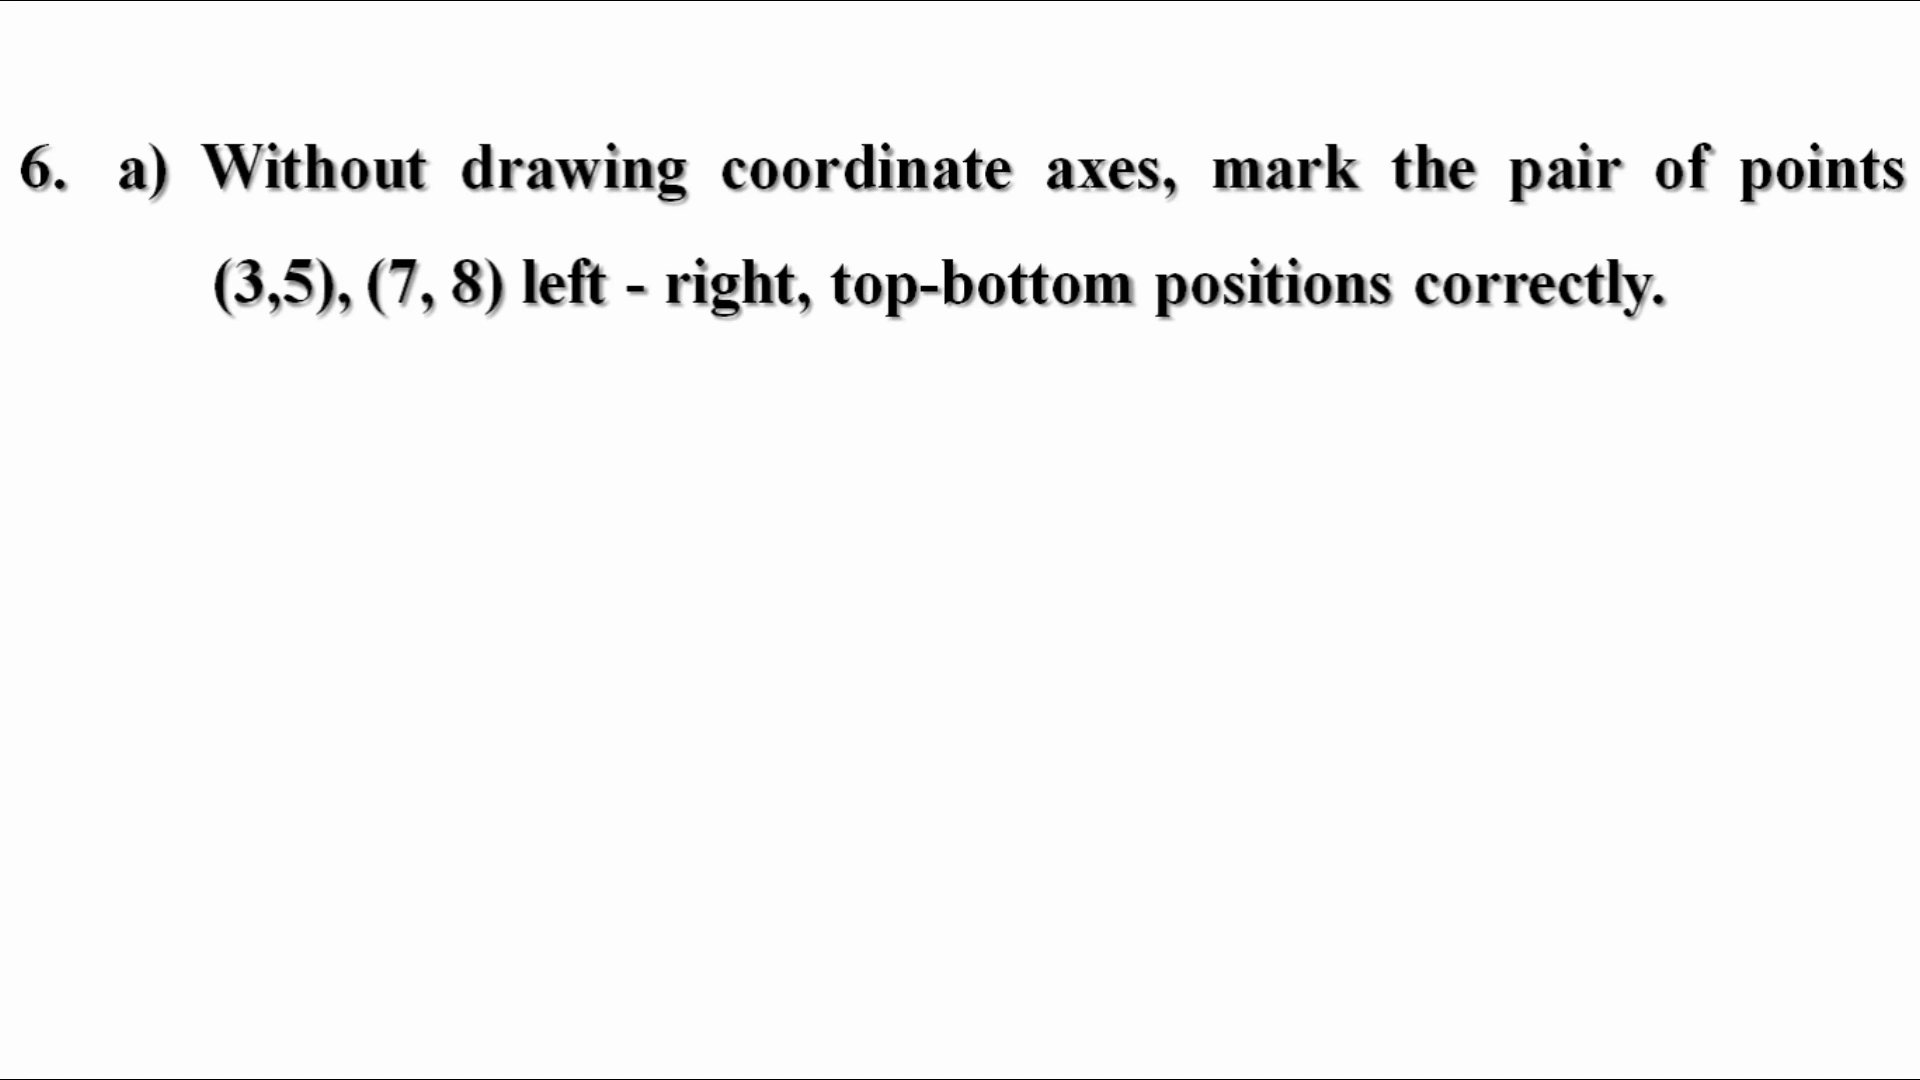 6. a) Without drawing coordinate axes, mark the pair of points
(3,5), (7, 8) left - right, top-bottom positions correctly.